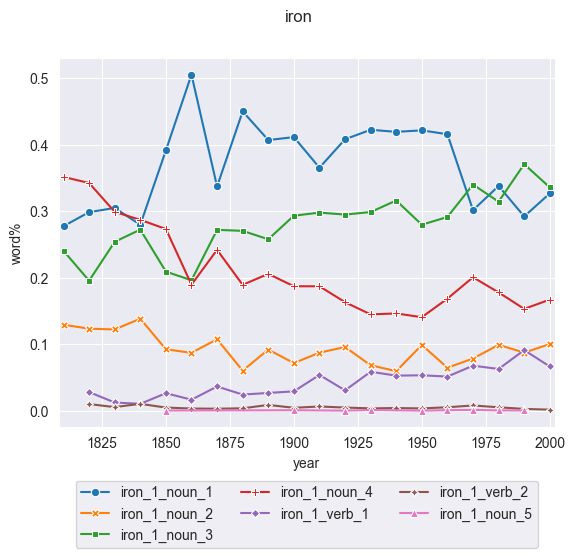 iron
0.5
0.4
0.3
0.2
0.1
0.0
word%
1825 1850 1875 1900 1925 1950 1975 2000
year
iron_1_noun_1 iron_1_noun_4 iron_1_verb_2
iron_1_noun_2 iron_1_verb_1 iron_1_noun_5
iron_1_noun_3